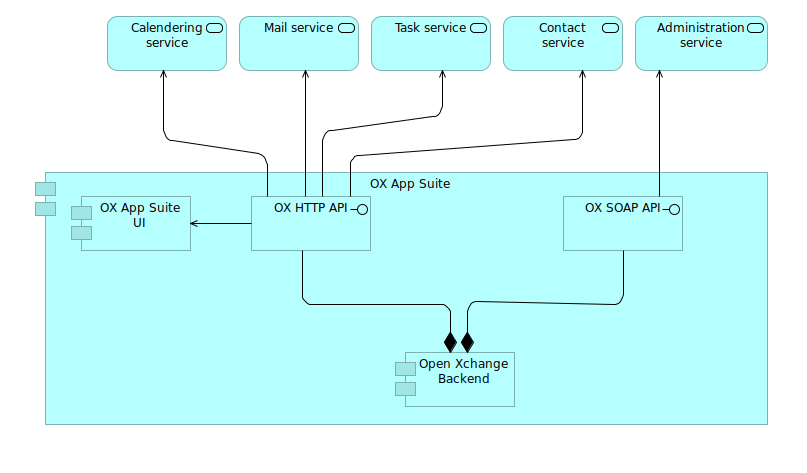 Calendering
service
Mail service
Task service
Contact
service
Administration
service
OX App Suite
OX App Suite
UI
OX HTTP API
OX SOAP API
Open Xchange
Backend